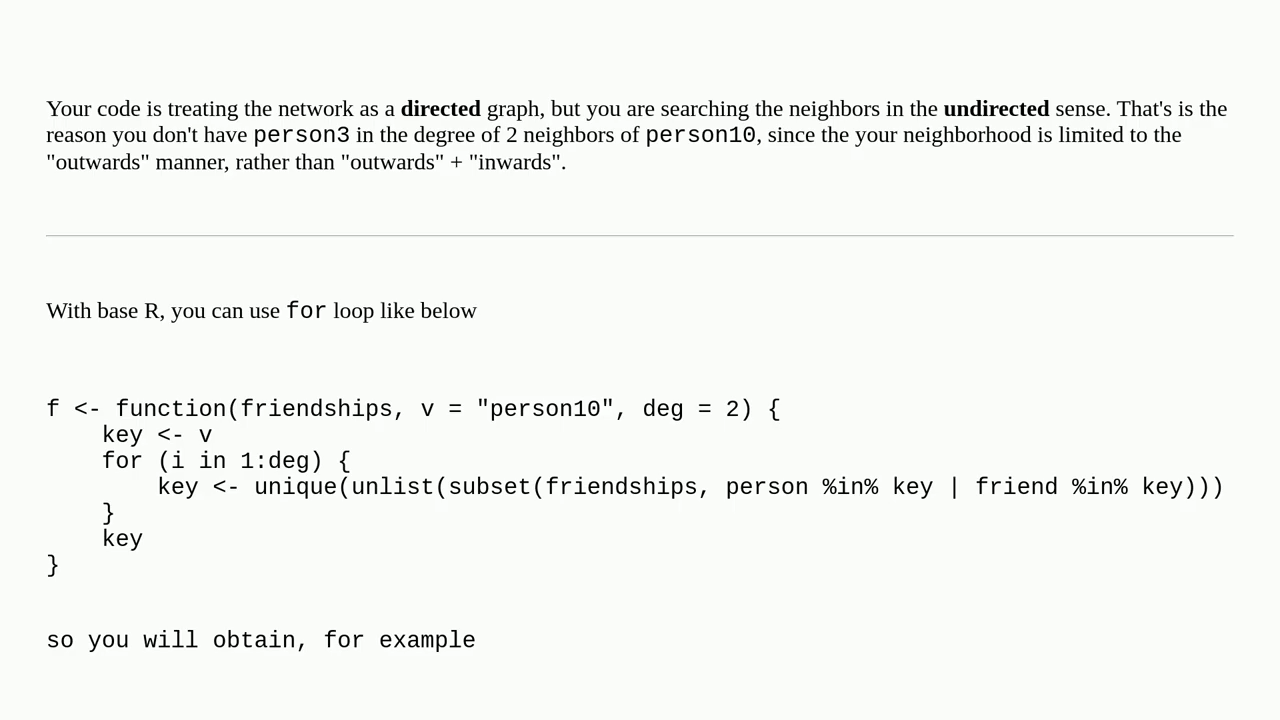 Your code is treating the network as a directed graph, but you are searching the neighbors in the undirected sense. That's is the
reason you don't have person3 in the degree of 2 neighbors of person10, since the your neighborhood is limited to the
"outwards" manner, rather than "outwards" + "inwards".
With base R, you can use for loop like below
f <- function(friendships, v = "person10", deg = 2) {
    key <- v
    for (i in 1:deg) {
        key <- unique(unlist(subset(friendships, person %in% key | friend %in% key)))
    }
    key
}
so you will obtain, for example